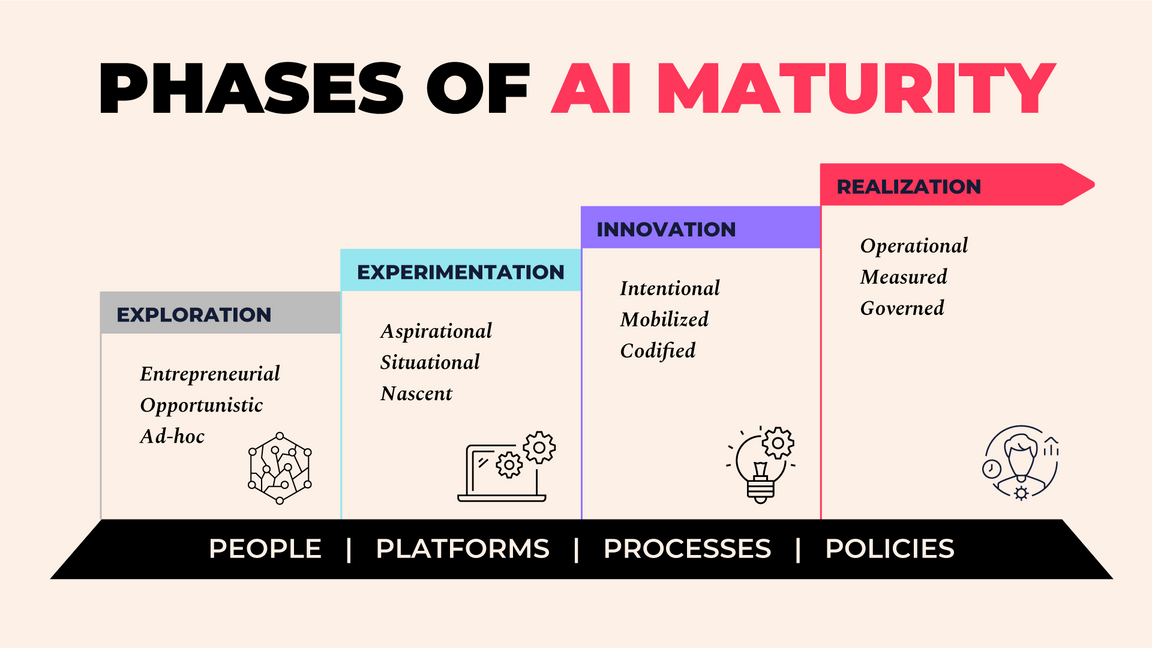 PHASES OF AI MATURITY
EXPLORATION
Entrepreneurial
Opportunistic
Ad-hoc
EXPERIMENTATION
Aspirational
Situational
Nascent
INNOVATION
Intentional
Mobilized
Codified
REALIZATION
Operational
Measured
Governed
PEOPLE | PLATFORMS | PROCESSES | POLICIES